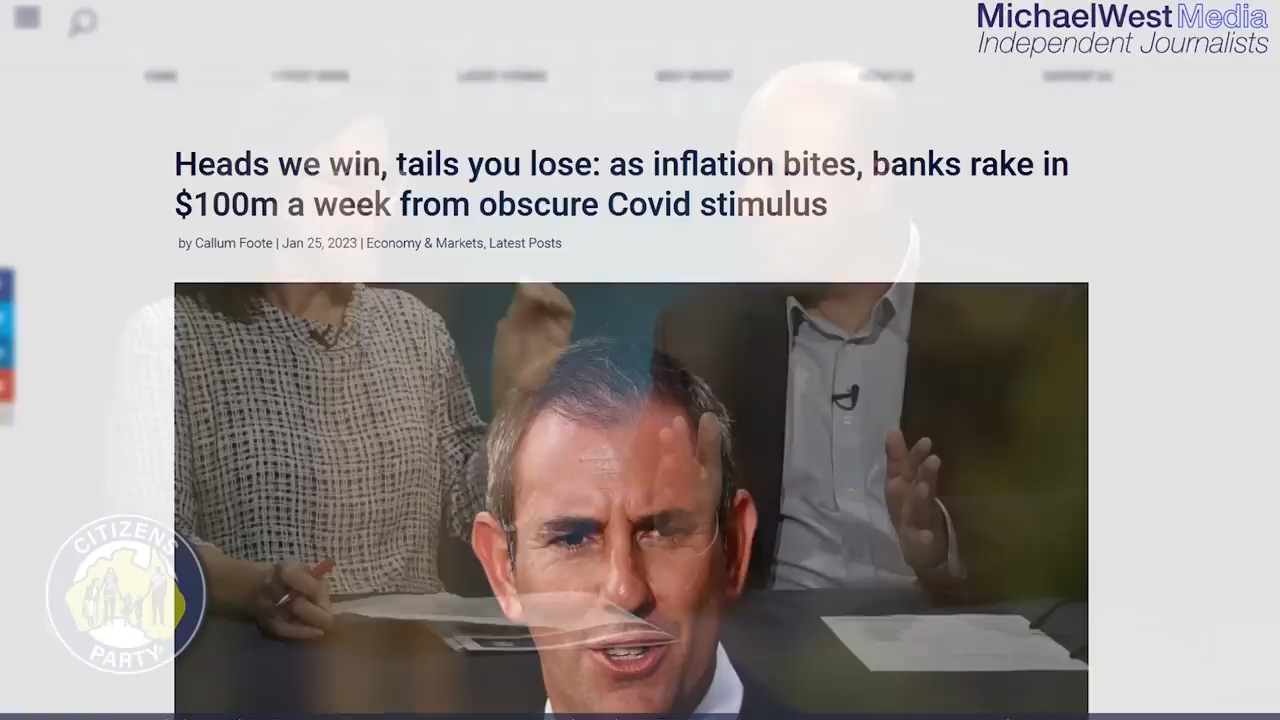 MichaelWest Media
Independent Journalists
Heads we win, tails you lose: as inflation bites, banks rake in
$100m a week from obscure Covid stimulus
by Callum Foote | Jan 25, 2023 | Economy & Markets, Latest Posts
CITIZENS
PARTY